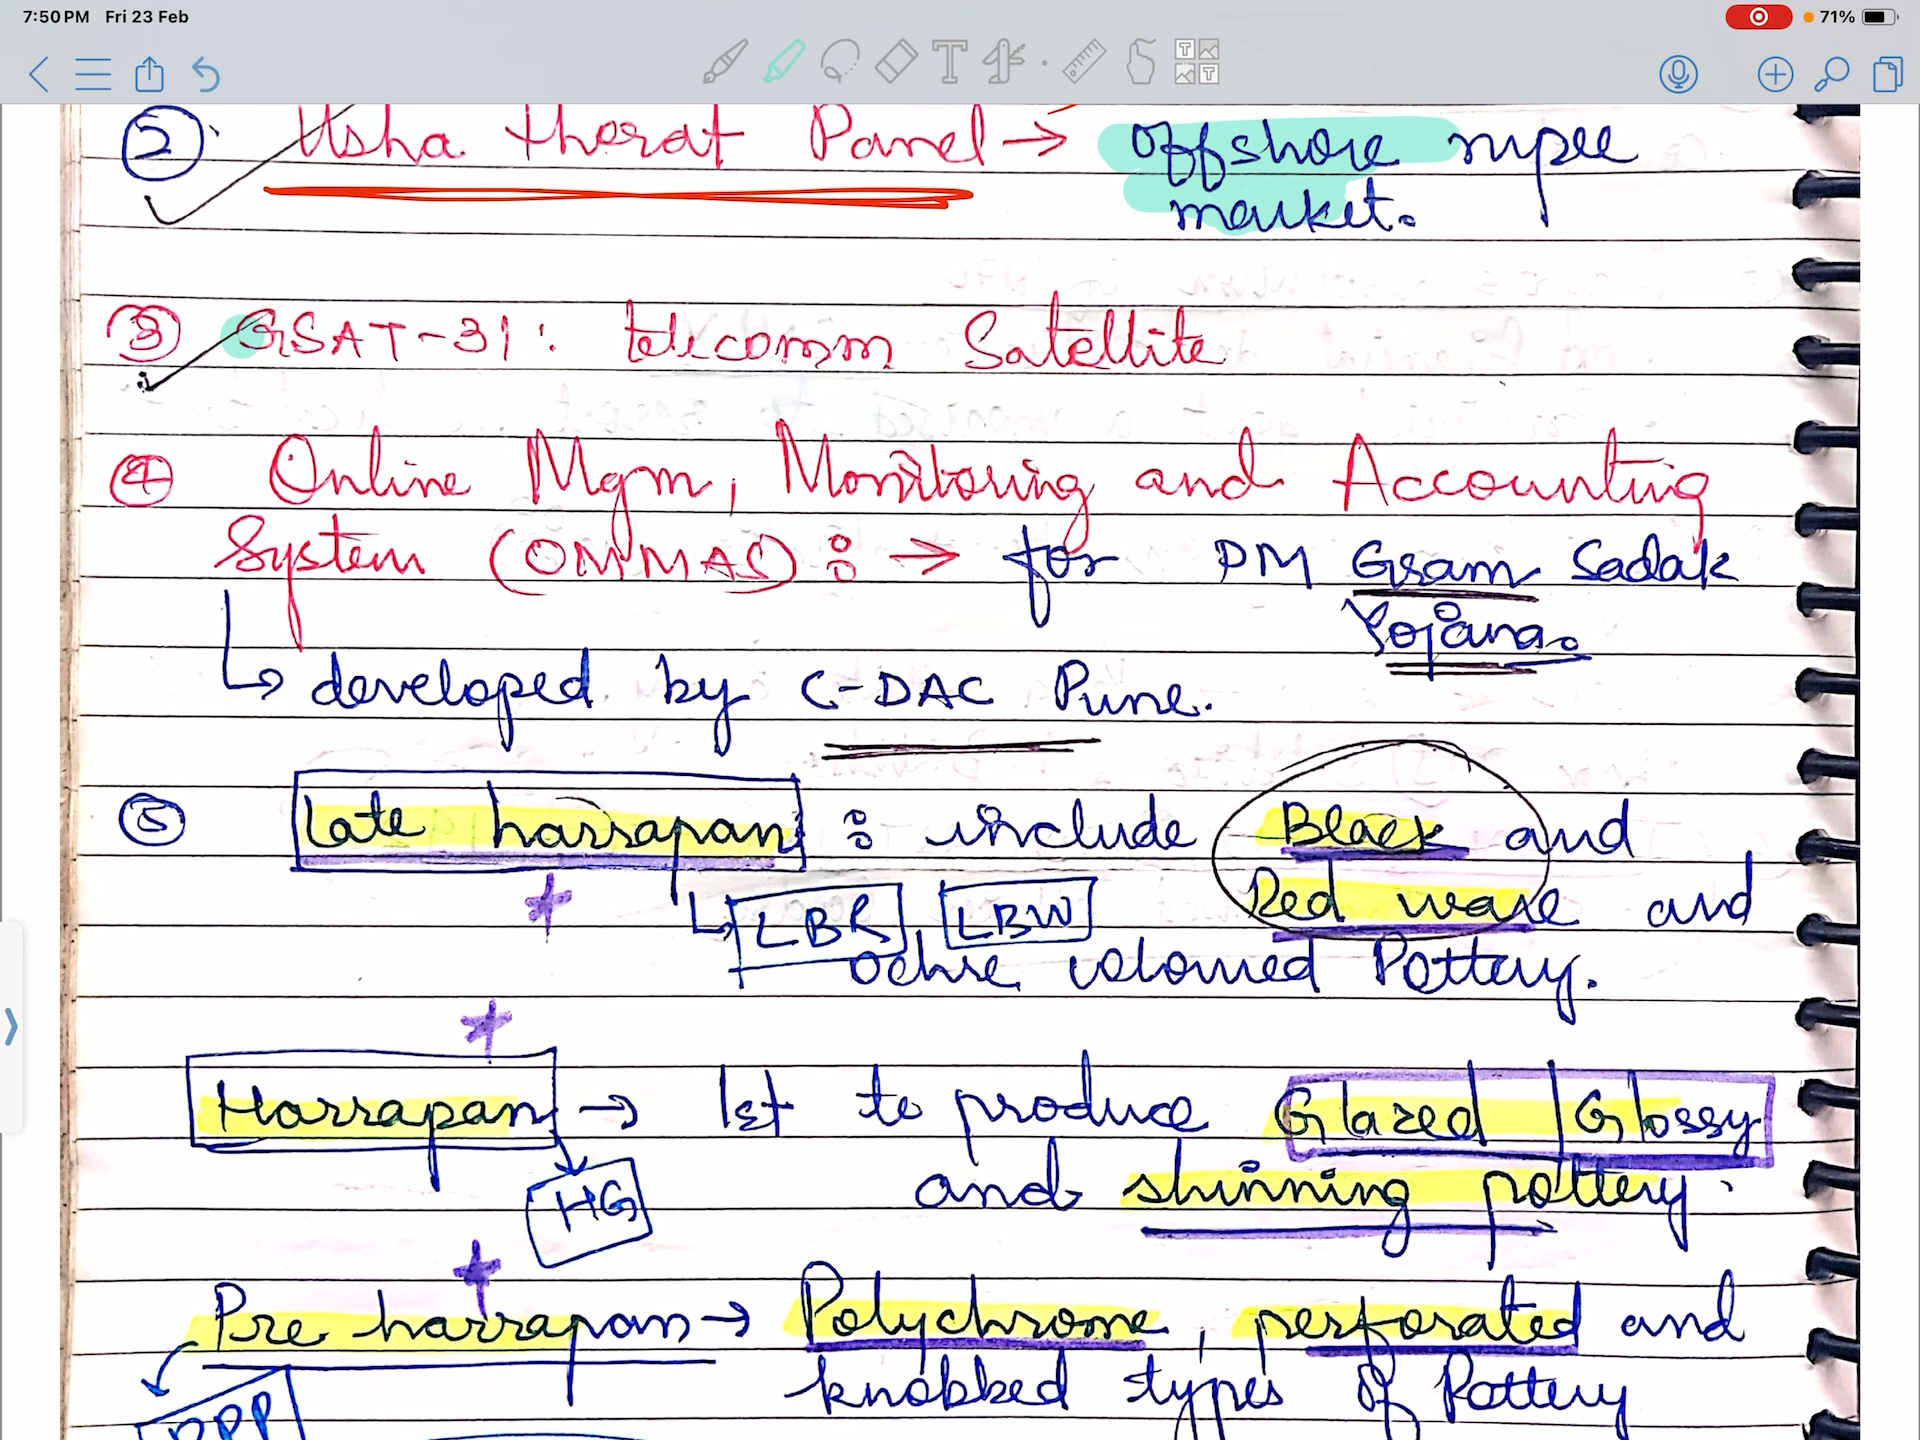 7:50 PM Fri 23 Feb
71%
2 Usha thorat Panel → offshore rupee
market.
3 GSAT-31: telecomm Satellite
4 Online Mgm, Monitoring and Accounting
System (OMMAS): → for PM Gram Sadak
Yojana.
↳ developed by C-DAC Pune.
5 Late harrapan : include Black and
Red ware and
↳ LBR LBW
ochre coloured Pottery.
Harrapan → 1st to produce Glazed | Glossy
and shinning pottery.
HG
Pre harrapan → Polychrome, perforated and
knobbed types of Pottery
PPP